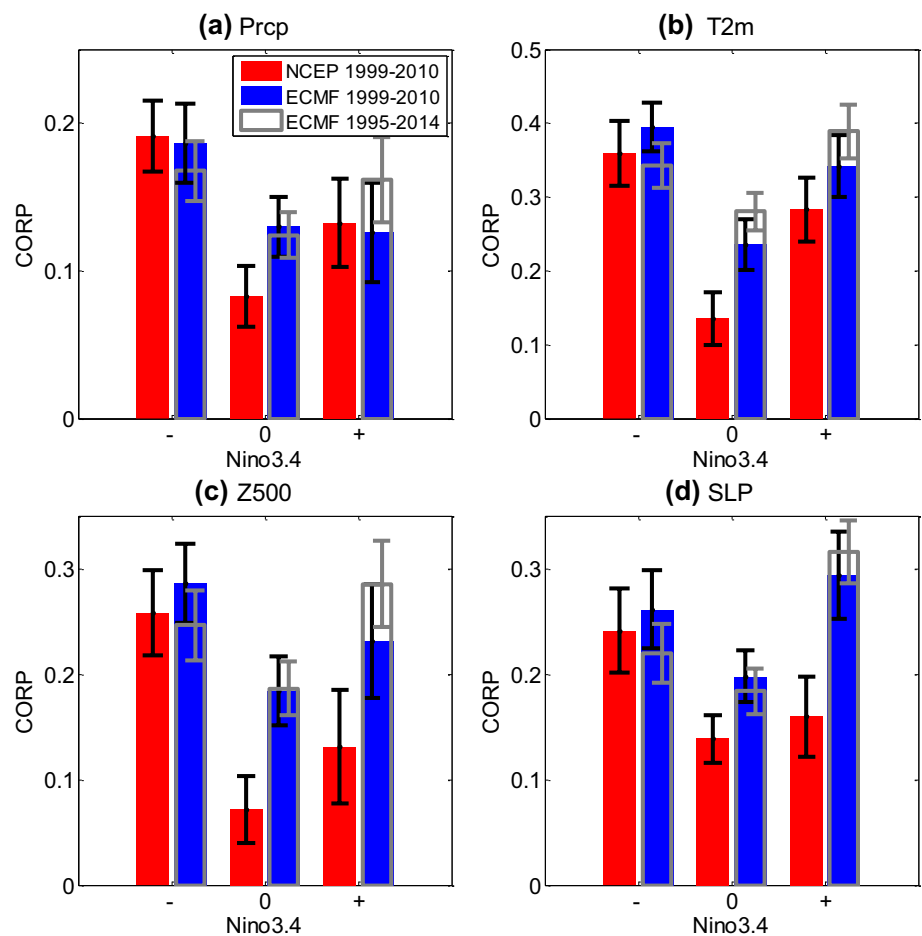 (a) Prcp
CORP
0.2
0.1
0
NCEP 1999-2010
ECMF 1999-2010
ECMF 1995-2014
- 0 +
Nino3.4
(b) T2m
CORP
0.5
0.4
0.3
0.2
0.1
0
- 0 +
Nino3.4
(c) Z500
CORP
0.3
0.2
0.1
0
- 0 +
Nino3.4
(d) SLP
CORP
0.3
0.2
0.1
0
- 0 +
Nino3.4